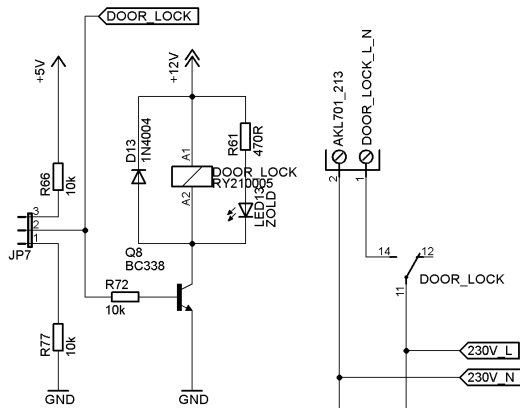 DOOR_LOCK
+5V
+12V
D13
1N4004
A1
A2
DOOR_LOCK
RY210005
R61
470R
LED13
ZOLD
R66
10k
3
2
1
JP7
Q8
BC338
R72
10k
R77
10k
GND
GND
AKL701_213
DOOR_LOCK_L_N
2
1
14
12
11
DOOR_LOCK
230V_L
230V_N